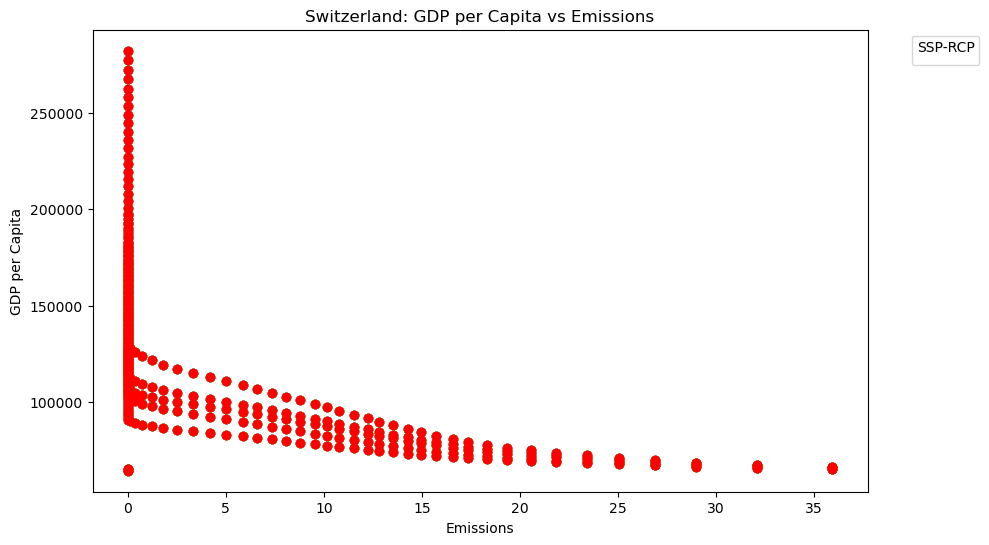 Switzerland: GDP per Capita vs Emissions
SSP-RCP
250000
200000
150000
100000
GDP per Capita
0 5 10 15 20 25 30 35
Emissions